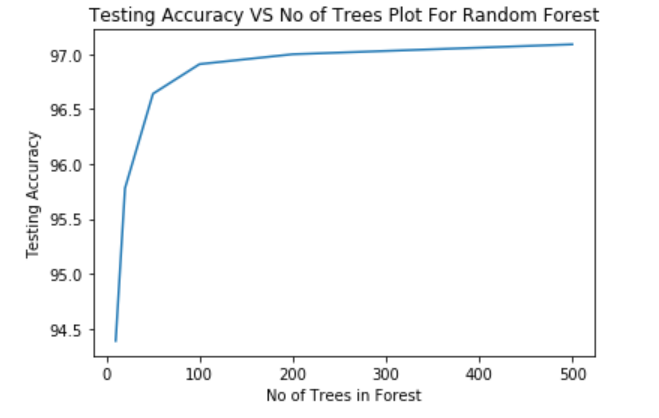 Testing Accuracy VS No of Trees Plot For Random Forest
97.0
96.5
96.0
95.5
95.0
94.5
Testing Accuracy
0 100 200 300 400 500
No of Trees in Forest